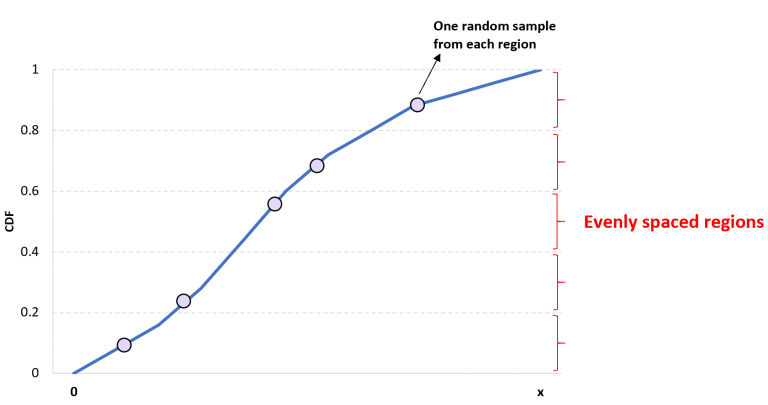 One random sample
from each region
1
0.8
0.6
0.4
0.2
0
CDF
Evenly spaced regions
0
x